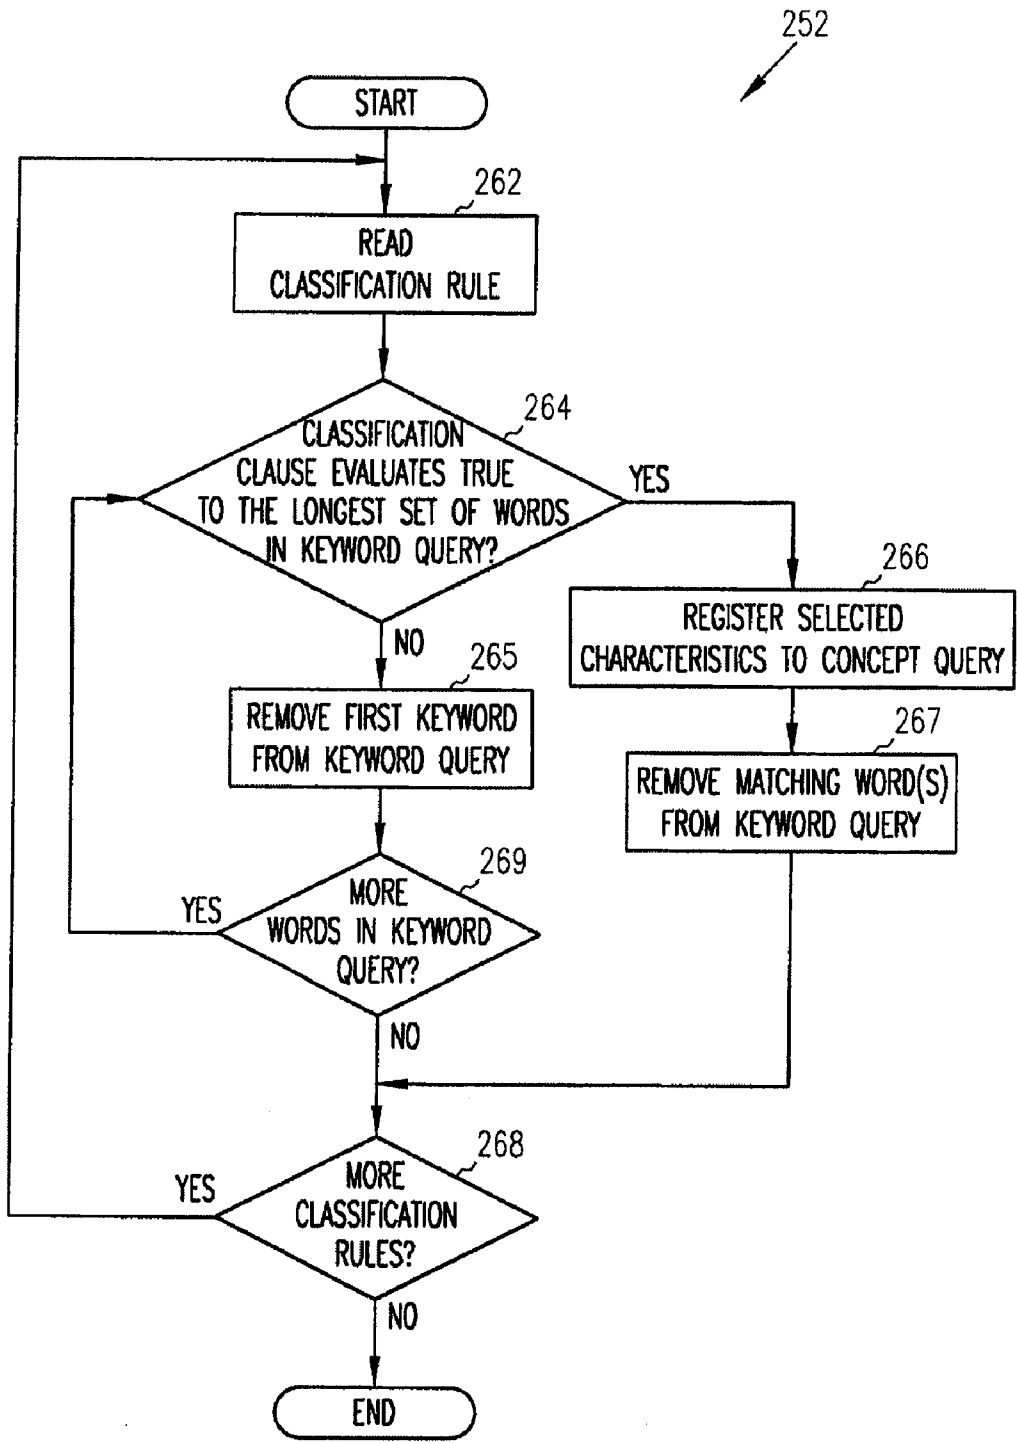 252
START
262
READ
CLASSIFICATION RULE
264
CLASSIFICATION
CLAUSE EVALUATES TRUE
TO THE LONGEST SET OF WORDS
IN KEYWORD QUERY?
YES
NO
266
REGISTER SELECTED
CHARACTERISTICS TO CONCEPT QUERY
265
REMOVE FIRST KEYWORD
FROM KEYWORD QUERY
267
REMOVE MATCHING WORD(S)
FROM KEYWORD QUERY
269
MORE
WORDS IN KEYWORD
QUERY?
YES
NO
268
MORE
CLASSIFICATION
RULES?
YES
NO
END